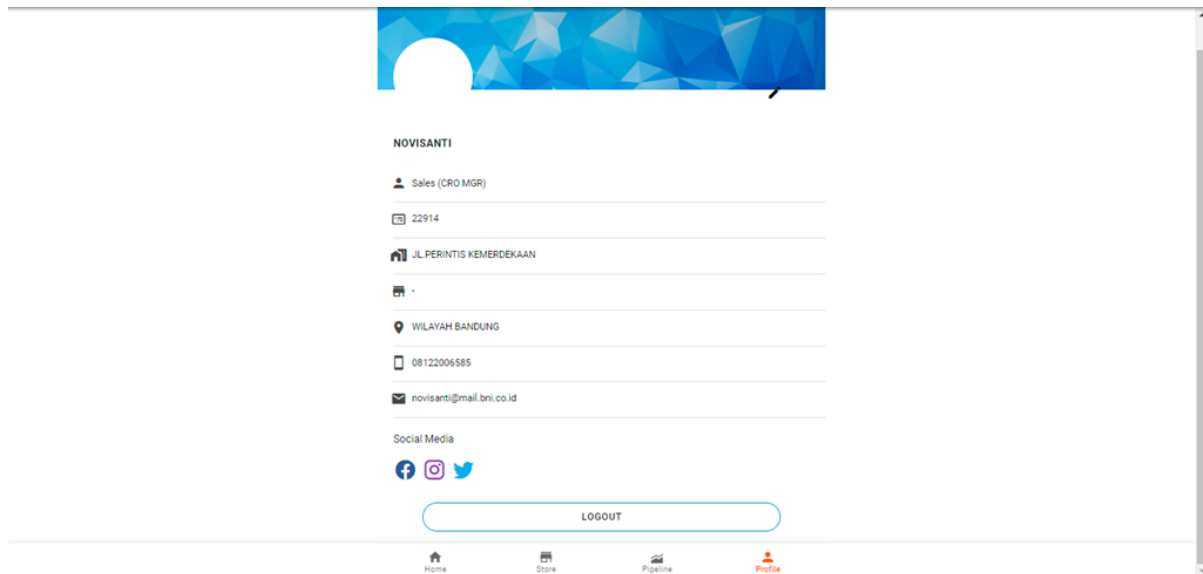 NOVISANTI
Sales (CRO MGR)
22914
JL.PERINTIS KEMERDEKAAN
-
WILAYAH BANDUNG
08122006585
novisanti@mail.bni.co.id
Social Media
LOGOUT
Home Store Pipeline Profile